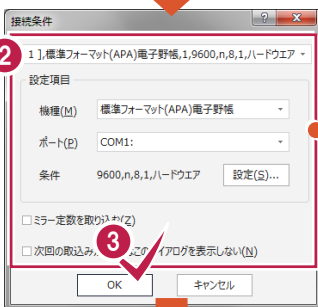 接続条件
2
1 ],標準フォーマット(APA)電子野帳,1,9600,n,8,1,ハードウエア
設定項目
機種(M) 標準フォーマット(APA)電子野帳
ポート(P) COM1:
条件 9600,n,8,1,ハードウエア 設定(S)...
ミラー定数を取り込む(Z)
3
次回の取込み このダイアログを表示しない(N)
OK キャンセル